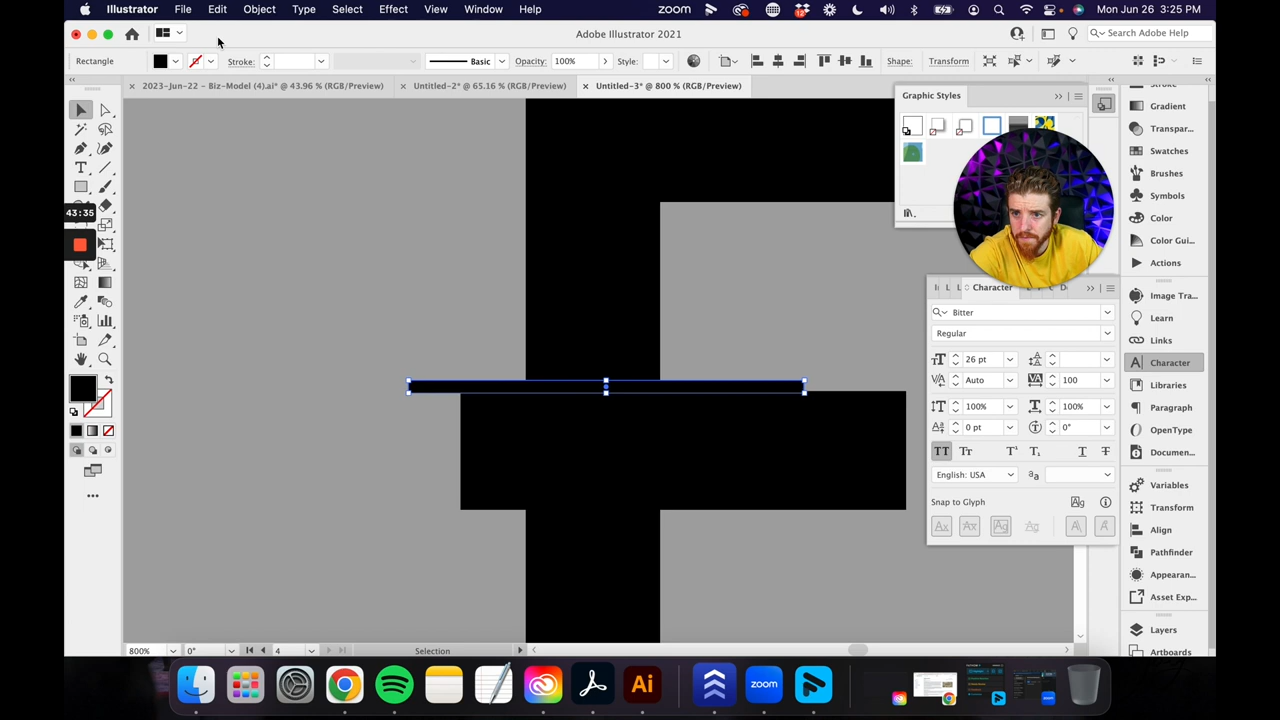 Illustrator File Edit Object Type Select Effect View Window Help zoom 12 Mon Jun 26 3:25 PM
Adobe Illustrator 2021 Search Adobe Help
Rectangle Stroke: Basic Opacity: 100% Style: Shape: Transform
2023-Jun-22 - Biz-Model (4).ai* @ 43.96 % (RGB/Preview) Untitled-2* @ 65.16 % (RGB/Preview) Untitled-3* @ 800 % (RGB/Preview)
Graphic Styles
Gradient
Transpar...
Swatches
Brushes
Symbols
Color
Color Gui...
Actions
43:35
Character
Image Tra...
Bitter
Learn
Regular
Links
26 pt
Character
Auto 100
Libraries
100% 100%
Paragraph
0 pt 0°
OpenType
TT Tr T¹ T₁ T T
Documen...
English: USA
Variables
Snap to Glyph
Transform
Align
Pathfinder
Appearan...
Asset Exp...
Layers
Artboards
800% 0° 4 Selection
Ai zoom